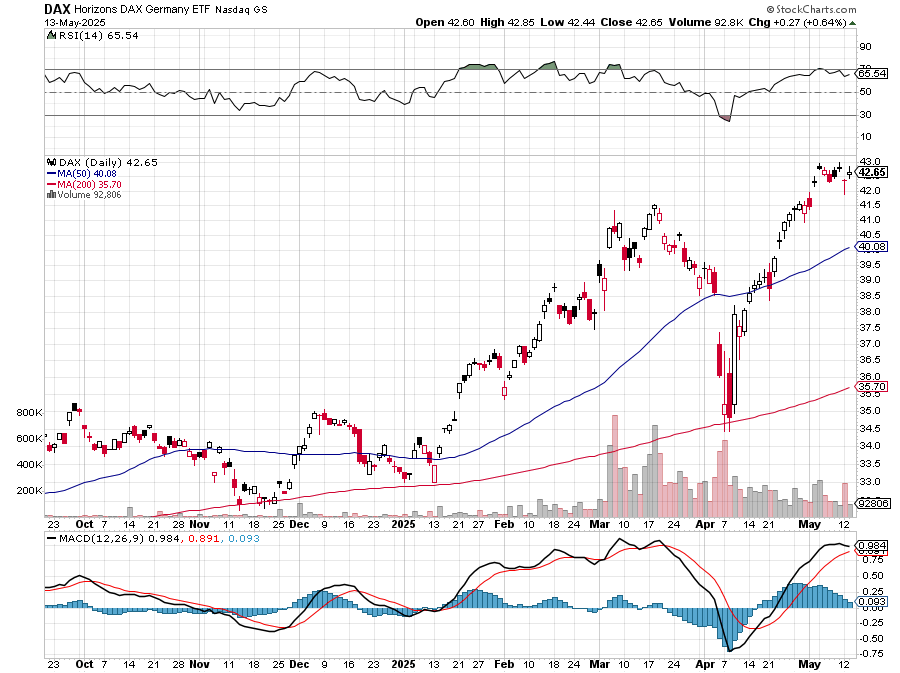 DAX Horizons DAX Germany ETF Nasdaq GS
© StockCharts.com
13-May-2025
Open 42.60 High 42.85 Low 42.44 Close 42.65 Volume 92.8K Chg +0.27 (+0.64%)
RSI(14) 65.54
90
70
65.54
50
30
10
DAX (Daily) 42.65
MA(50) 40.08
MA(200) 35.70
Volume 92,806
43.0
42.65
42.0
41.5
41.0
40.5
40.08
39.5
39.0
38.5
38.0
37.5
37.0
36.5
36.0
35.70
35.0
34.5
34.0
33.5
33.0
92806
800K
600K
400K
200K
23 Oct 7 14 21 28 Nov 11 18 25 Dec 9 16 23 2025 13 21 27 Feb 10 18 24 Mar 10 17 24 Apr 14 21 May 12
MACD(12,26,9) 0.984, 0.891, 0.093
0.984
0.75
0.50
0.25
0.093
-0.25
-0.50
-0.75
23 Oct 7 14 21 28 Nov 11 18 25 Dec 9 16 23 2025 13 21 27 Feb 10 18 24 Mar 10 17 24 Apr 14 21 May 12